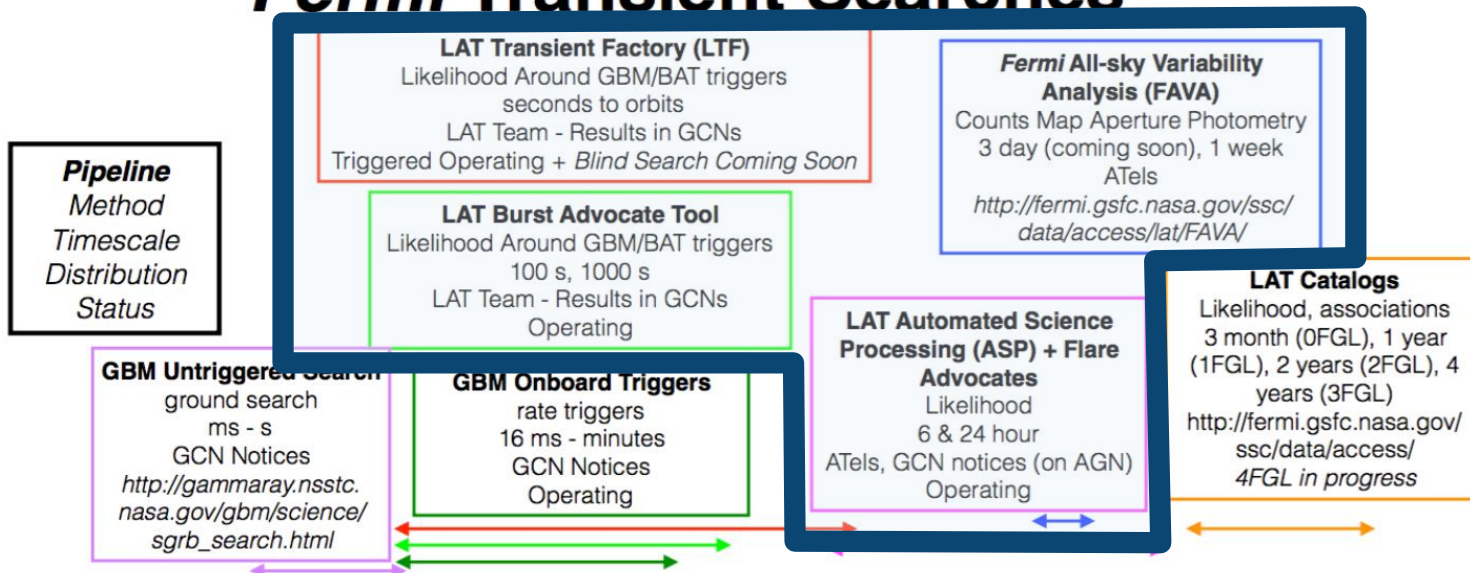 Fermi Transient Searches
LAT Transient Factory (LTF)
Likelihood Around GBM/BAT triggers
seconds to orbits
LAT Team - Results in GCNs
Triggered Operating + Blind Search Coming Soon
Fermi All-sky Variability
Analysis (FAVA)
Counts Map Aperture Photometry
3 day (coming soon), 1 week
ATels
http://fermi.gsfc.nasa.gov/ssc/
data/access/lat/FAVA/
Pipeline
Method
Timescale
Distribution
Status
LAT Burst Advocate Tool
Likelihood Around GBM/BAT triggers
100 s, 1000 s
LAT Team - Results in GCNs
Operating
LAT Automated Science
Processing (ASP) + Flare
Advocates
Likelihood
6 & 24 hour
ATels, GCN notices (on AGN)
Operating
LAT Catalogs
Likelihood, associations
3 month (0FGL), 1 year
(1FGL), 2 years (2FGL), 4
years (3FGL)
http://fermi.gsfc.nasa.gov/
ssc/data/access/
4FGL in progress
GBM Untriggered Search
ground search
ms - s
GCN Notices
http://gammaray.nsstc.
nasa.gov/gbm/science/
sgrb_search.html
GBM Onboard Triggers
rate triggers
16 ms - minutes
GCN Notices
Operating